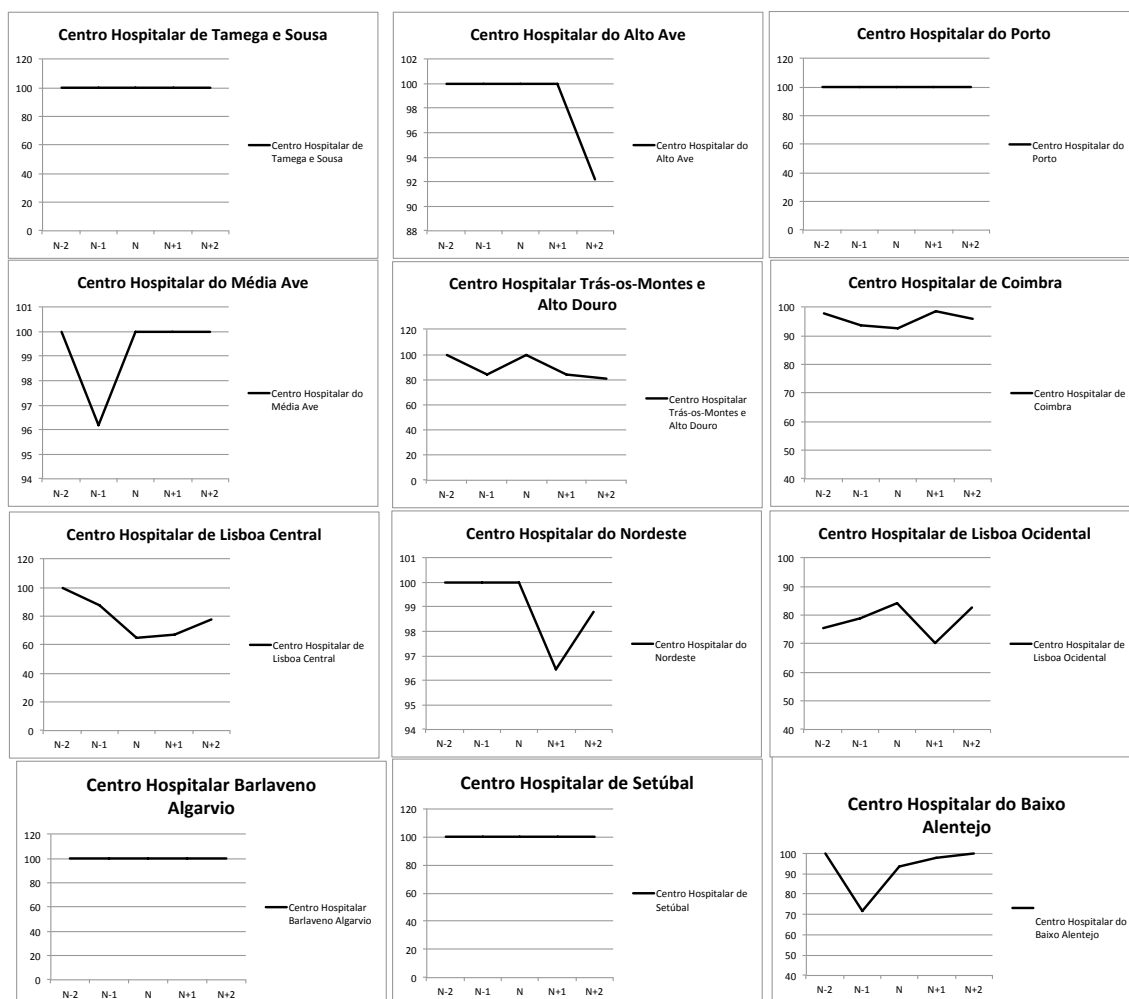 Centro Hospitalar de Tamega e Sousa
120
100
80
60
40
20
0
N-2 N-1 N N+1 N+2
Centro Hospitalar de
Tamega e Sousa
Centro Hospitalar do Alto Ave
102
100
98
96
94
92
90
88
N-2 N-1 N N+1 N+2
Centro Hospitalar do
Alto Ave
Centro Hospitalar do Porto
120
100
80
60
40
20
0
N-2 N-1 N N+1 N+2
Centro Hospitalar do
Porto
Centro Hospitalar do Média Ave
101
100
99
98
97
96
95
94
N-2 N-1 N N+1 N+2
Centro Hospitalar do
Média Ave
Centro Hospitalar Trás-os-Montes e
Alto Douro
120
100
80
60
40
20
0
N-2 N-1 N N+1 N+2
Centro Hospitalar
Trás-os-Montes e
Alto Douro
Centro Hospitalar de Coimbra
100
90
80
70
60
50
40
N-2 N-1 N N+1 N+2
Centro Hospitalar de
Coimbra
Centro Hospitalar de Lisboa Central
120
100
80
60
40
20
0
N-2 N-1 N N+1 N+2
Centro Hospitalar de
Lisboa Central
Centro Hospitalar do Nordeste
101
100
99
98
97
96
95
94
N-2 N-1 N N+1 N+2
Centro Hospitalar do
Nordeste
Centro Hospitalar de Lisboa Ocidental
100
90
80
70
60
50
40
N-2 N-1 N N+1 N+2
Centro Hospitalar de
Lisboa Ocidental
Centro Hospitalar Barlaveno
Algarvio
120
100
80
60
40
20
0
N-2 N-1 N N+1 N+2
Centro Hospitalar
Barlaveno Algarvio
Centro Hospitalar de Setúbal
120
100
80
60
40
20
0
N-2 N-1 N N+1 N+2
Centro Hospitalar de
Setúbal
Centro Hospitalar do Baixo
Alentejo
100
90
80
70
60
50
40
N-2 N-1 N N+1 N+2
Centro Hospitalar do
Baixo Alentejo